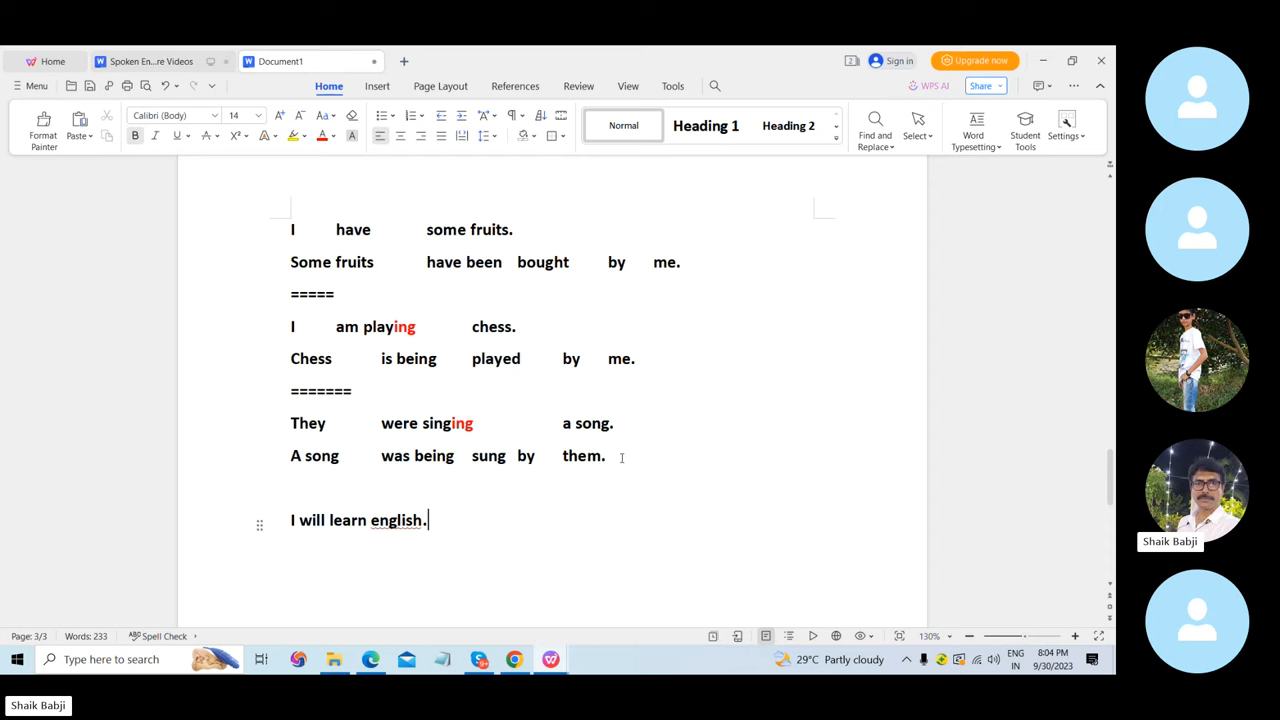 Home
Spoken En...re Videos
Document1
Sign in
Upgrade now
Menu
Home
Insert
Page Layout
References
Review
View
Tools
WPS AI
Share
Format Painter
Paste
Calibri (Body)
14
Normal
Heading 1
Heading 2
Find and Replace
Select
Word Typesetting
Student Tools
Settings
I have some fruits.
Some fruits have been bought by me.
=====
I am playing chess.
Chess is being played by me.
=======
They were singing a song.
A song was being sung by them.
I will learn english.
Shaik Babji
Page: 3/3 Words: 233 Spell Check 130%
Type here to search
29°C Partly cloudy
ENG
IN
8:04 PM
9/30/2023
Shaik Babji